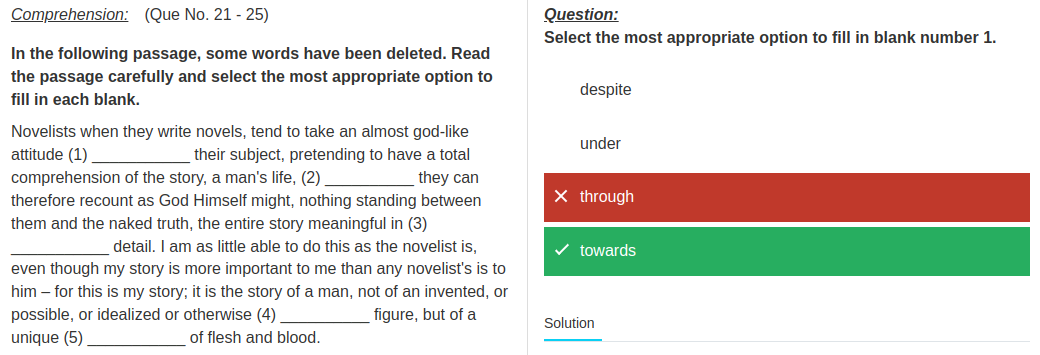 Comprehension:    (Que No. 21 - 25)
In the following passage, some words have been deleted. Read
the passage carefully and select the most appropriate option to
fill in each blank.
Novelists when they write novels, tend to take an almost god-like
attitude (1) ___________ their subject, pretending to have a total
comprehension of the story, a man's life, (2) __________ they can
therefore recount as God Himself might, nothing standing between
them and the naked truth, the entire story meaningful in (3)
___________ detail. I am as little able to do this as the novelist is,
even though my story is more important to me than any novelist's is to
him – for this is my story; it is the story of a man, not of an invented, or
possible, or idealized or otherwise (4) __________ figure, but of a
unique (5) ___________ of flesh and blood.
Question:
Select the most appropriate option to fill in blank number 1.
despite
under
through
towards
Solution